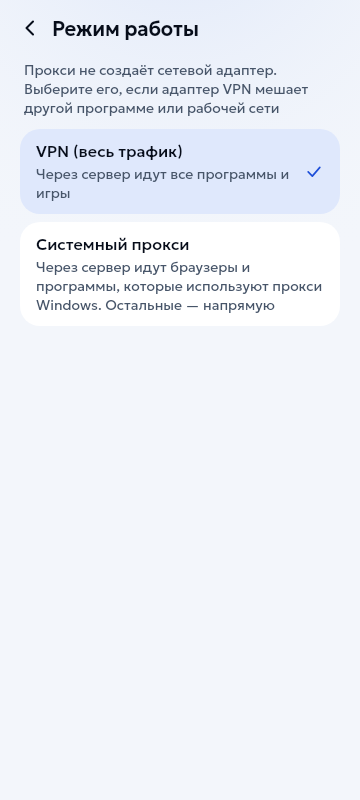 Режим работы
Прокси не создаёт сетевой адаптер.
Выберите его, если адаптер VPN мешает
другой программе или рабочей сети
VPN (весь трафик)
Через сервер идут все программы и
игры
Системный прокси
Через сервер идут браузеры и
программы, которые используют прокси
Windows. Остальные — напрямую